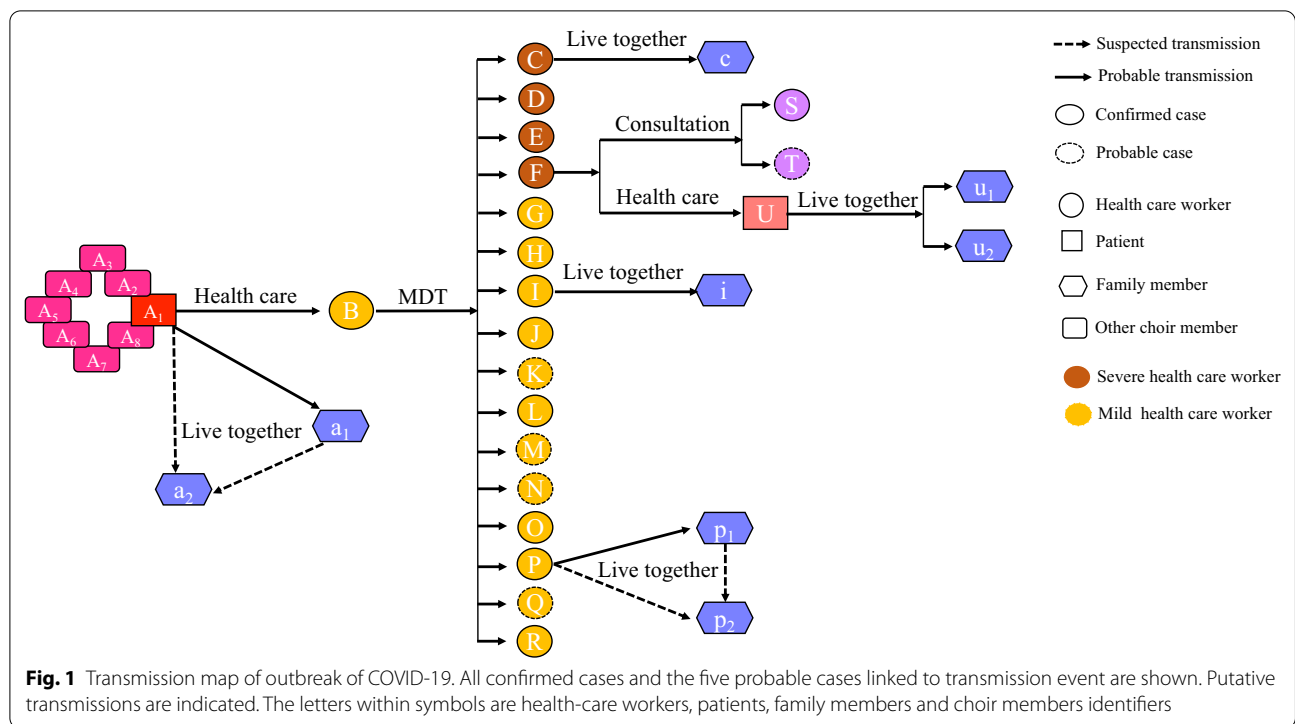 Live together
C
c
D
E
Consultation
S
T
F
Health care
U
Live together
u1
u2
G
H
Live together
I
i
A3
A4
A2
A5
A1
A6
A8
A7
Health care
B
MDT
J
K
L
Live together
a1
a2
M
N
O
P
p1
Live together
p2
Q
R
Suspected transmission
Probable transmission
Confirmed case
Probable case
Health care worker
Patient
Family member
Other choir member
Severe health care worker
Mild health care worker
Fig. 1 Transmission map of outbreak of COVID-19. All confirmed cases and the five probable cases linked to transmission event are shown. Putative
transmissions are indicated. The letters within symbols are health-care workers, patients, family members and choir members identifiers